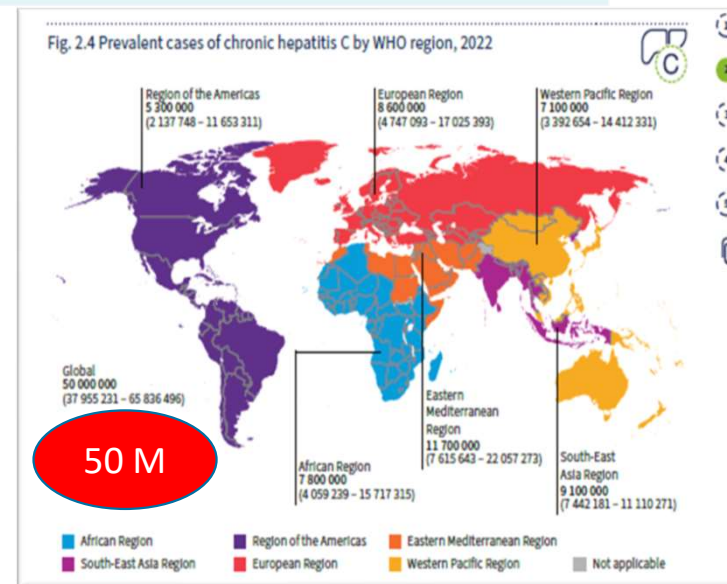 Fig. 2.4 Prevalent cases of chronic hepatitis C by WHO region, 2022
C
Region of the Americas
5 300 000
(2 137 748 – 11 653 311)
European Region
8 600 000
(4 747 093 – 17 025 393)
Western Pacific Region
7 100 000
(3 392 654 – 14 412 331)
Global
50 000 000
(37 955 231 – 65 836 496)
50 M
African Region
7 800 000
(4 059 239 – 15 717 315)
Eastern
Mediterranean
Region
11 700 000
(7 615 643 – 22 057 273)
South-East
Asia Region
9 100 000
(7 442 181 – 11 110 271)
African Region
Region of the Americas
Eastern Mediterranean Region
South-East Asia Region
European Region
Western Pacific Region
Not applicable